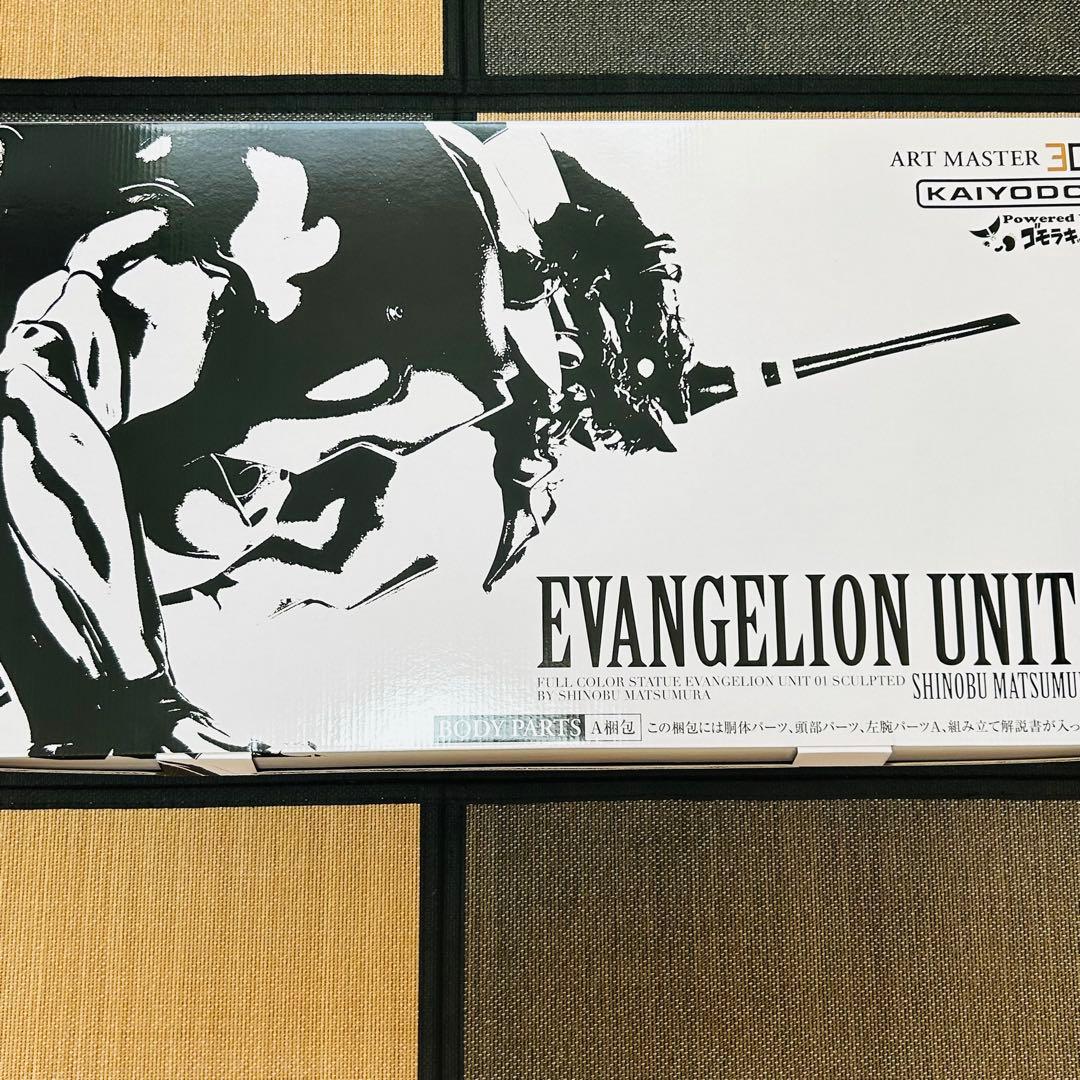 ART MASTER 3D
KAIYODO
Powered
ゴモラキ
EVANGELION UNIT
FULL COLOR STATUE EVANGELION UNIT 01 SCULPTED
BY SHINOBU MATSUMURA
SHINOBU MATSUMU
BODY PARTS A梱包 この梱包には胴体パーツ、頭部パーツ、左腕パーツA、組み立て解説書が入っ